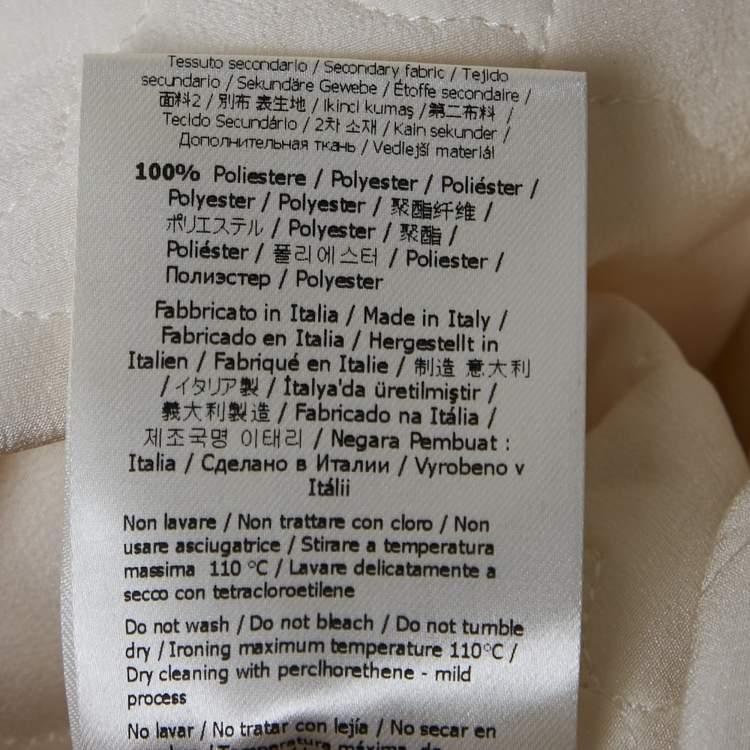 Tessuto secondario / Secondary fabric / Tejido
secundario / Sekundäre Gewebe / Étoffe secondaire /
面料2 / 別布 表生地 / Ikinci kumaş / 第二布料 /
Tecido Secundário / 2차 소재 / Kain sekunder /
Дополнительная ткань / Vedlejší materiál
100% Poliestere / Polyester / Poliéster /
Polyester / Polyester / 聚酯纤维 /
ポリエステル / Polyester / 聚酯 /
Poliéster / 폴리에스터 / Poliester /
Полиэстер / Polyester
Fabbricato in Italia / Made in Italy /
Fabricado en Italia / Hergestellt in
Italien / Fabriqué en Italie / 制造 意大利
/ イタリア製 / İtalya'da üretilmiştir /
義大利製造 / Fabricado na Itália /
제조국명 이태리 / Negara Pembuat :
Italia / Сделано в Италии / Vyrobeno v
Itálii
Non lavare / Non trattare con cloro / Non
usare asciugatrice / Stirare a temperatura
massima 110 °C / Lavare delicatamente a
secco con tetracloroetilene
Do not wash / Do not bleach / Do not tumble
dry / Ironing maximum temperature 110°C /
Dry cleaning with perclhorethene - mild
process
No lavar / No tratar con lejía / No secar en
/ Temperatura máxima de